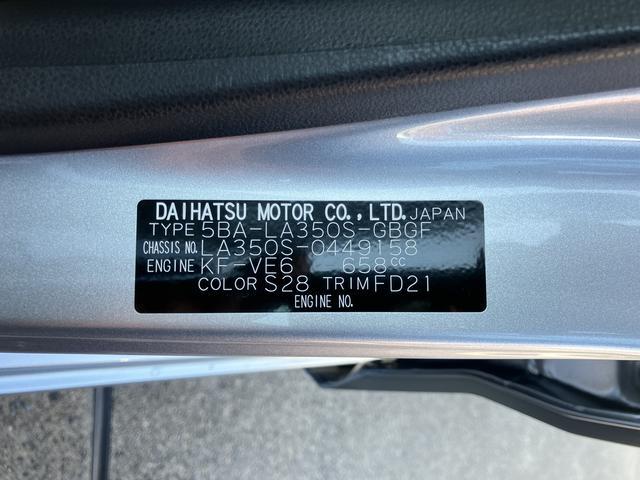 DAIHATSU MOTOR CO., LTD. JAPAN
TYPE 5BA-LA350S-GBGF
CHASSIS NO. LA350S-0449158
ENGINE KF-VE6 658CC
COLOR S28 TRIM FD21
ENGINE NO.